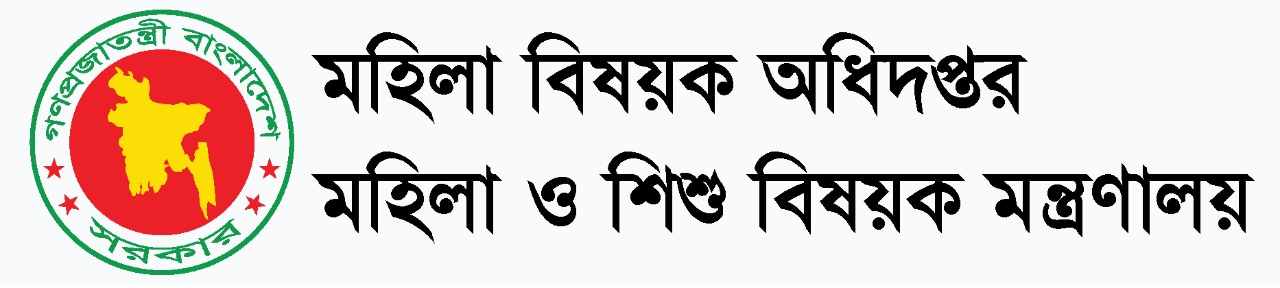 গণপ্রজাতন্ত্রী বাংলাদেশ
সরকার
মহিলা বিষয়ক অধিদপ্তর
মহিলা ও শিশু বিষয়ক মন্ত্রণালয়